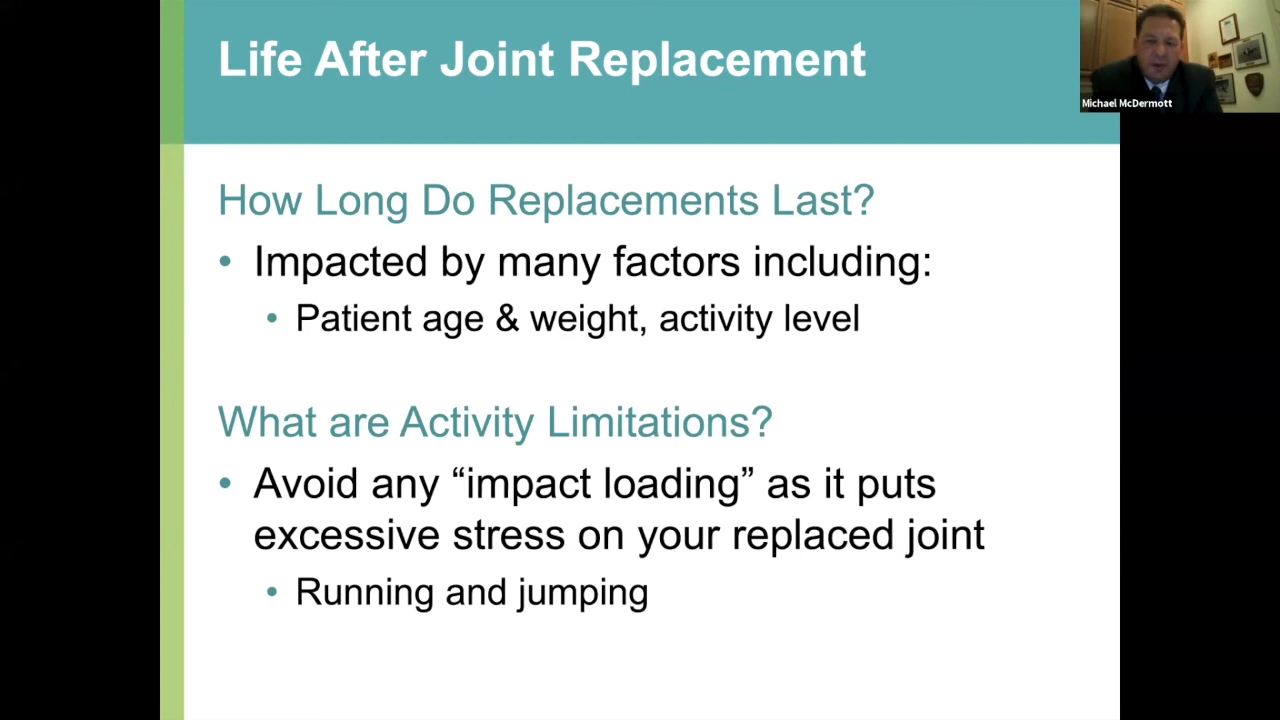 Life After Joint Replacement
Michael McDermott
How Long Do Replacements Last?
• Impacted by many factors including:
• Patient age & weight, activity level
What are Activity Limitations?
• Avoid any “impact loading” as it puts
excessive stress on your replaced joint
• Running and jumping